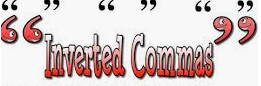 “ ” “ ” “ ”
“ Inverted Commas ”